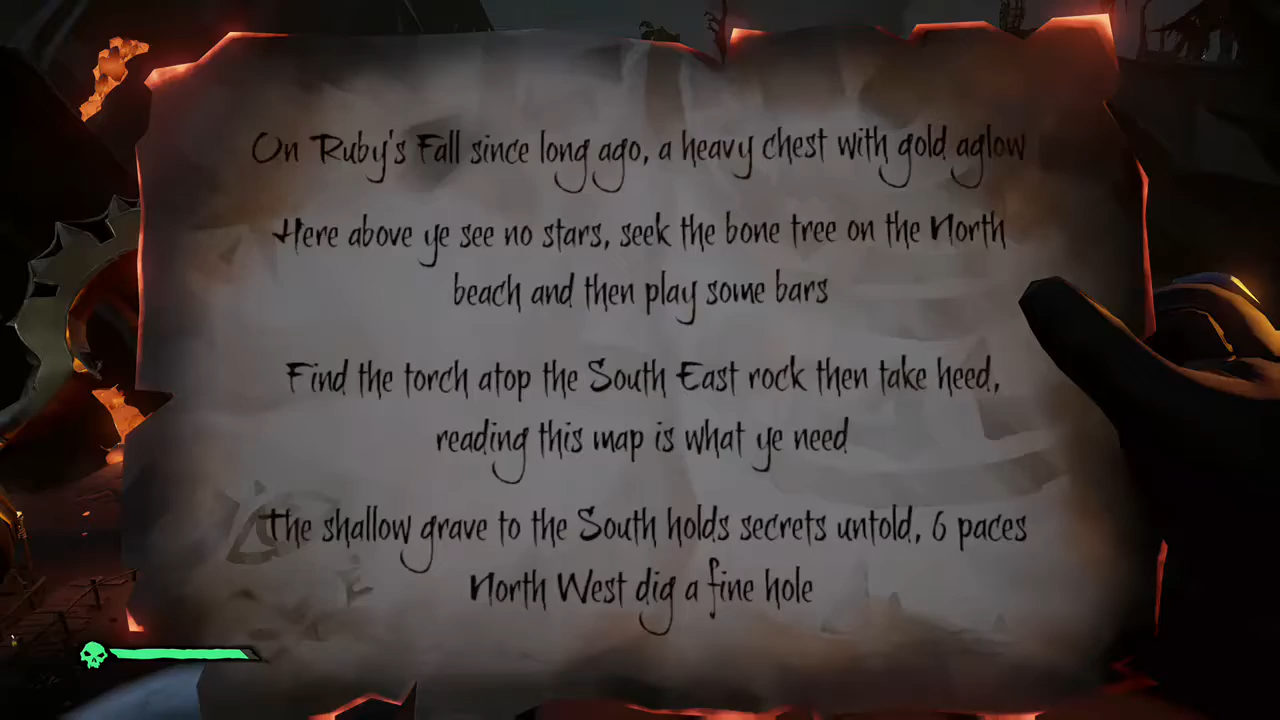 On Ruby's Fall since long ago, a heavy chest with gold aglow
Here above ye see no stars, seek the bone tree on the North
beach and then play some bars
Find the torch atop the South East rock then take heed,
reading this map is what ye need
The shallow grave to the South holds secrets untold, 6 paces
North West dig a fine hole